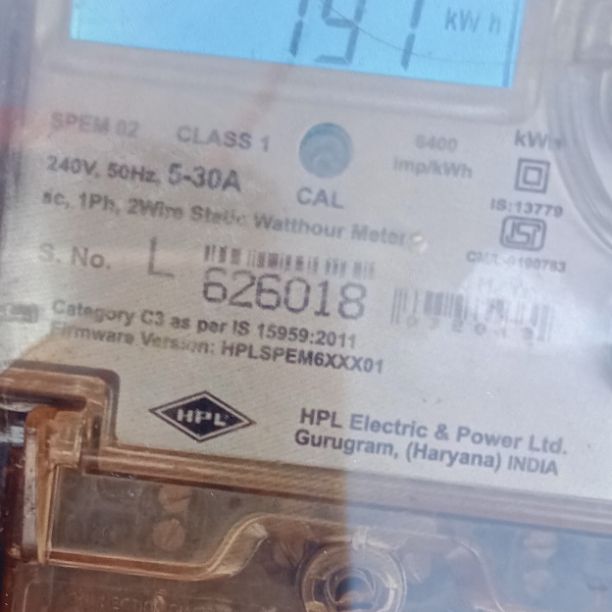 191 kWh
SPEM 02 CLASS 1 6400 imp/kWh
240V, 50Hz, 5-30A CAL
IS:13779
sc, 1Ph, 2Wire Static Watthour Meter
S. No. L 626018
Category C3 as per IS 15959:2011
Firmware Version: HPLSPEM6XXX01
HPL
HPL Electric & Power Ltd.
Gurugram, (Haryana) INDIA